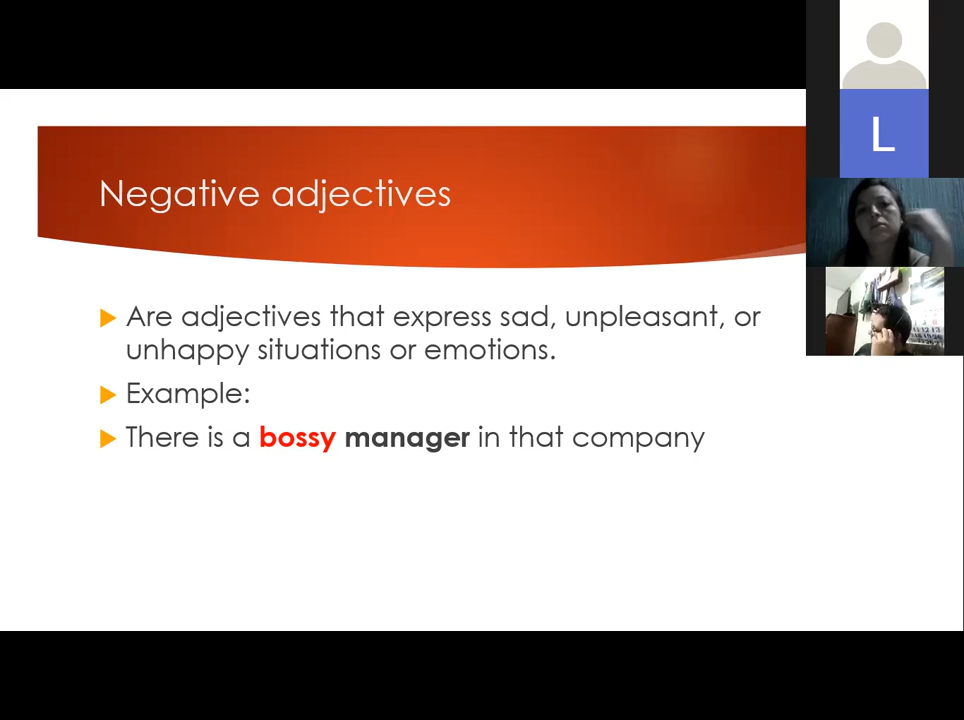 Negative adjectives
Are adjectives that express sad, unpleasant, or
unhappy situations or emotions.
Example:
There is a bossy manager in that company
L